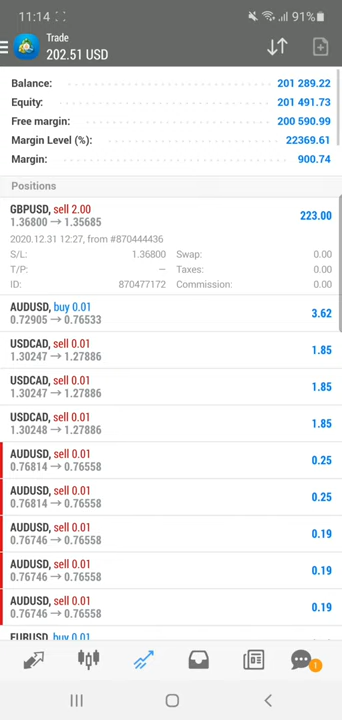 11:14 91%
Trade
202.51 USD
Balance: 201 289.22
Equity: 201 491.73
Free margin: 200 590.99
Margin Level (%): 22369.61
Margin: 900.74
Positions
GBPUSD, sell 2.00 223.00
1.36800 → 1.35685
2020.12.31 12:27, from #870444436
S/L: 1.36800 Swap: 0.00
T/P: — Taxes: 0.00
ID: 870477172 Commission: 0.00
AUDUSD, buy 0.01 3.62
0.72905 → 0.76533
USDCAD, sell 0.01 1.85
1.30247 → 1.27886
USDCAD, sell 0.01 1.85
1.30247 → 1.27886
USDCAD, sell 0.01 1.85
1.30248 → 1.27886
AUDUSD, sell 0.01 0.25
0.76814 → 0.76558
AUDUSD, sell 0.01 0.25
0.76814 → 0.76558
AUDUSD, sell 0.01 0.19
0.76746 → 0.76558
AUDUSD, sell 0.01 0.19
0.76746 → 0.76558
AUDUSD, sell 0.01 0.19
0.76746 → 0.76558
EURUSD, buy 0.01
1